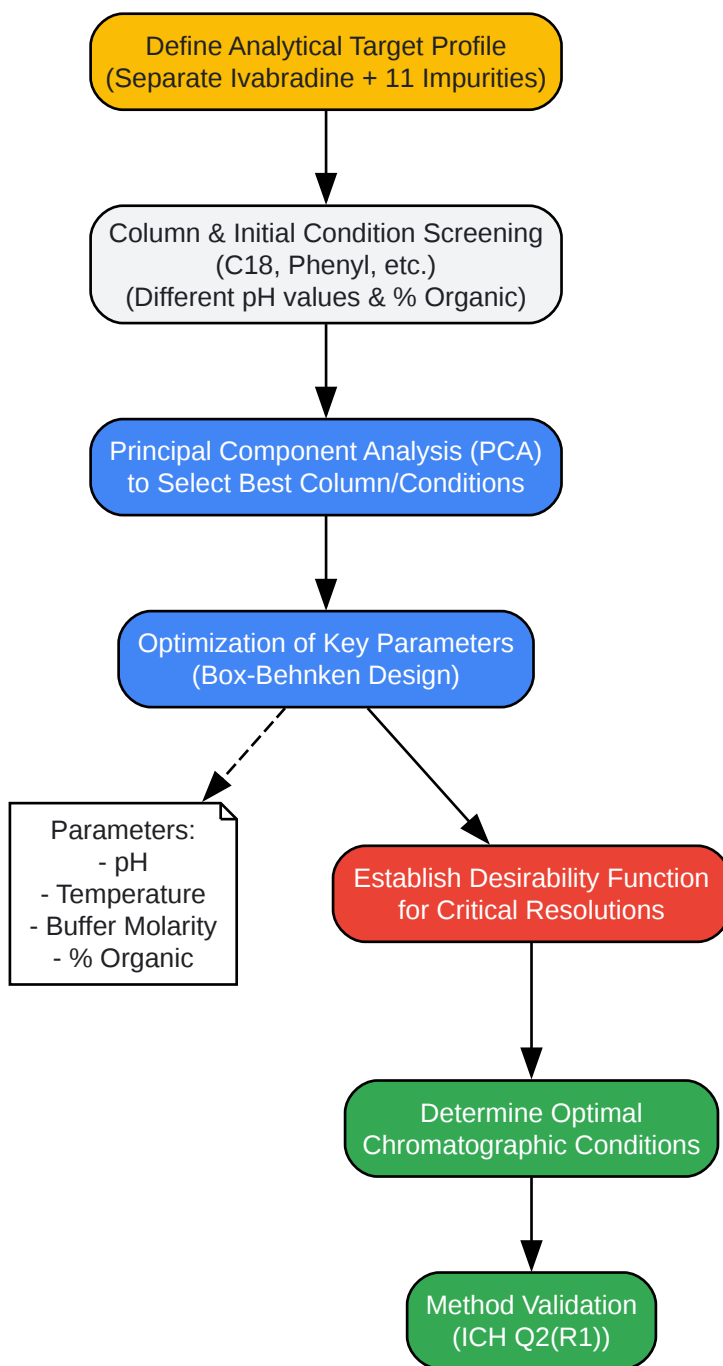 Define Analytical Target Profile
(Separate Ivabradine + 11 Impurities)
Column & Initial Condition Screening
(C18, Phenyl, etc.)
(Different pH values & % Organic)
Principal Component Analysis (PCA)
to Select Best Column/Conditions
Optimization of Key Parameters
(Box-Behnken Design)
Parameters:
- pH
- Temperature
- Buffer Molarity
- % Organic
Establish Desirability Function
for Critical Resolutions
Determine Optimal
Chromatographic Conditions
Method Validation
(ICH Q2(R1))